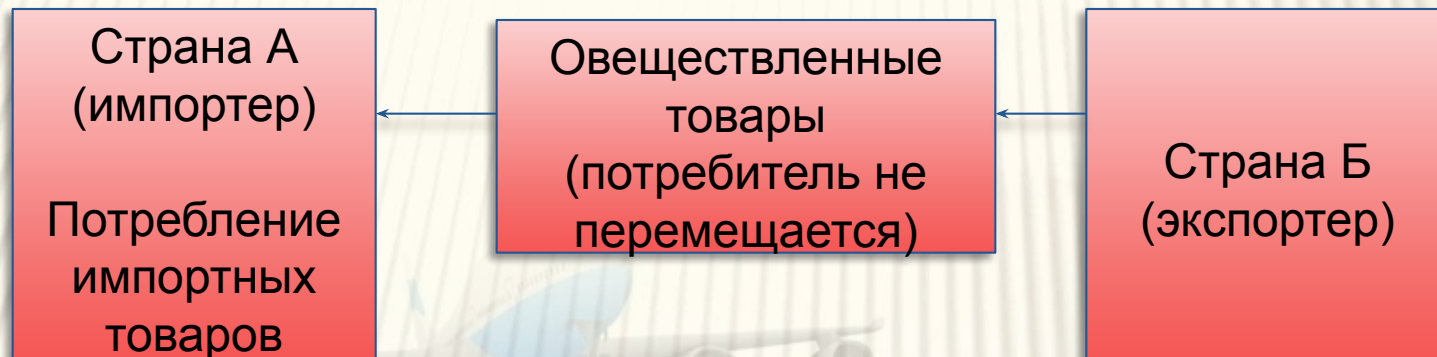 Страна А
(импортер)
Потребление
импортных
товаров
Овеществленные
товары
(потребитель не
перемещается)
Страна Б
(экспортер)